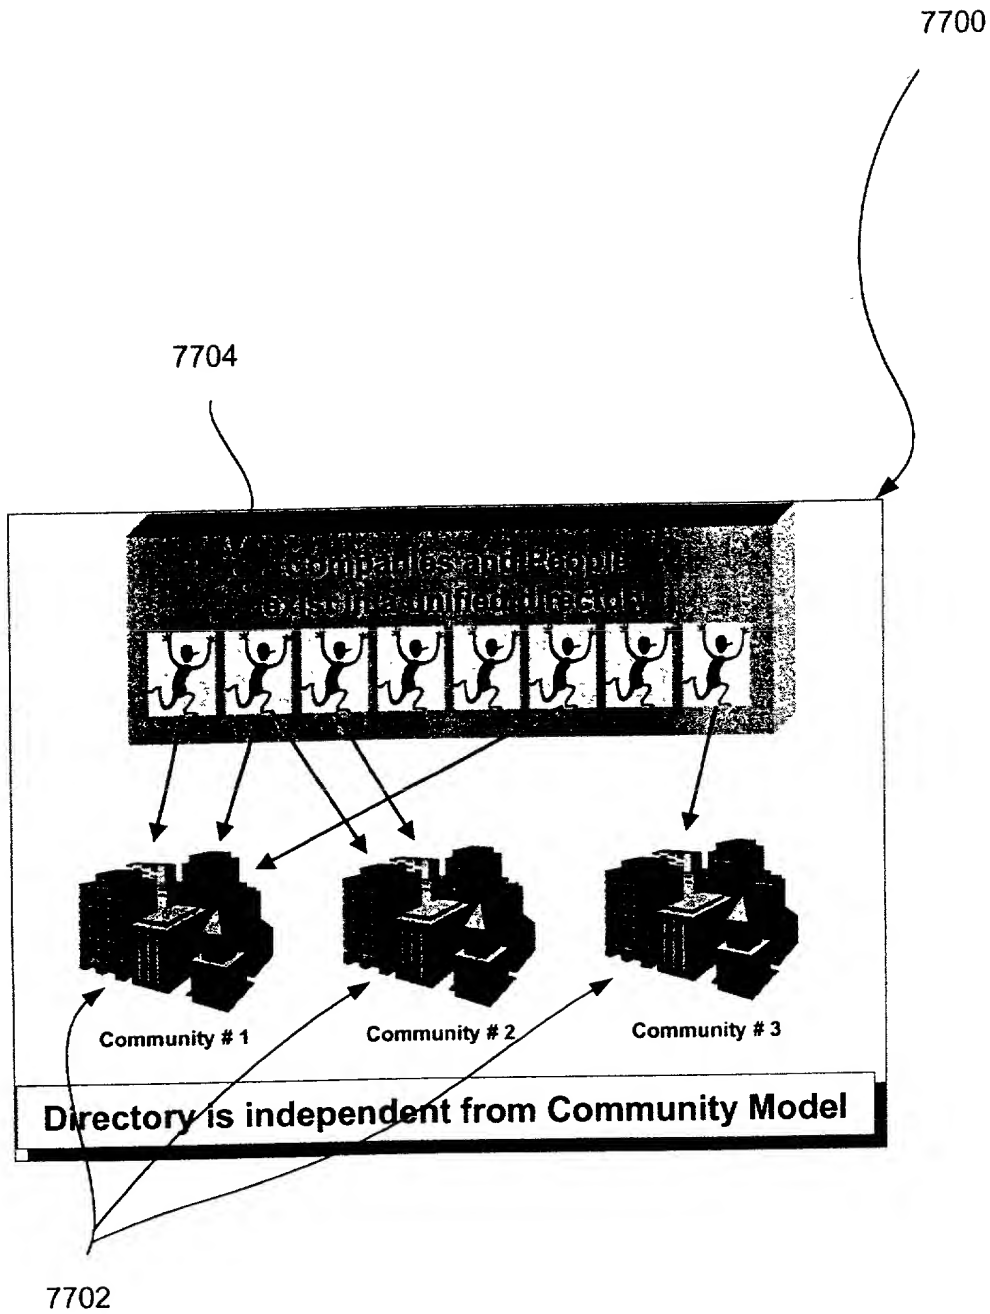 7700
7704
Companies and People
exist in a unified directory
Community # 1
Community # 2
Community # 3
Directory is independent from Community Model
7702